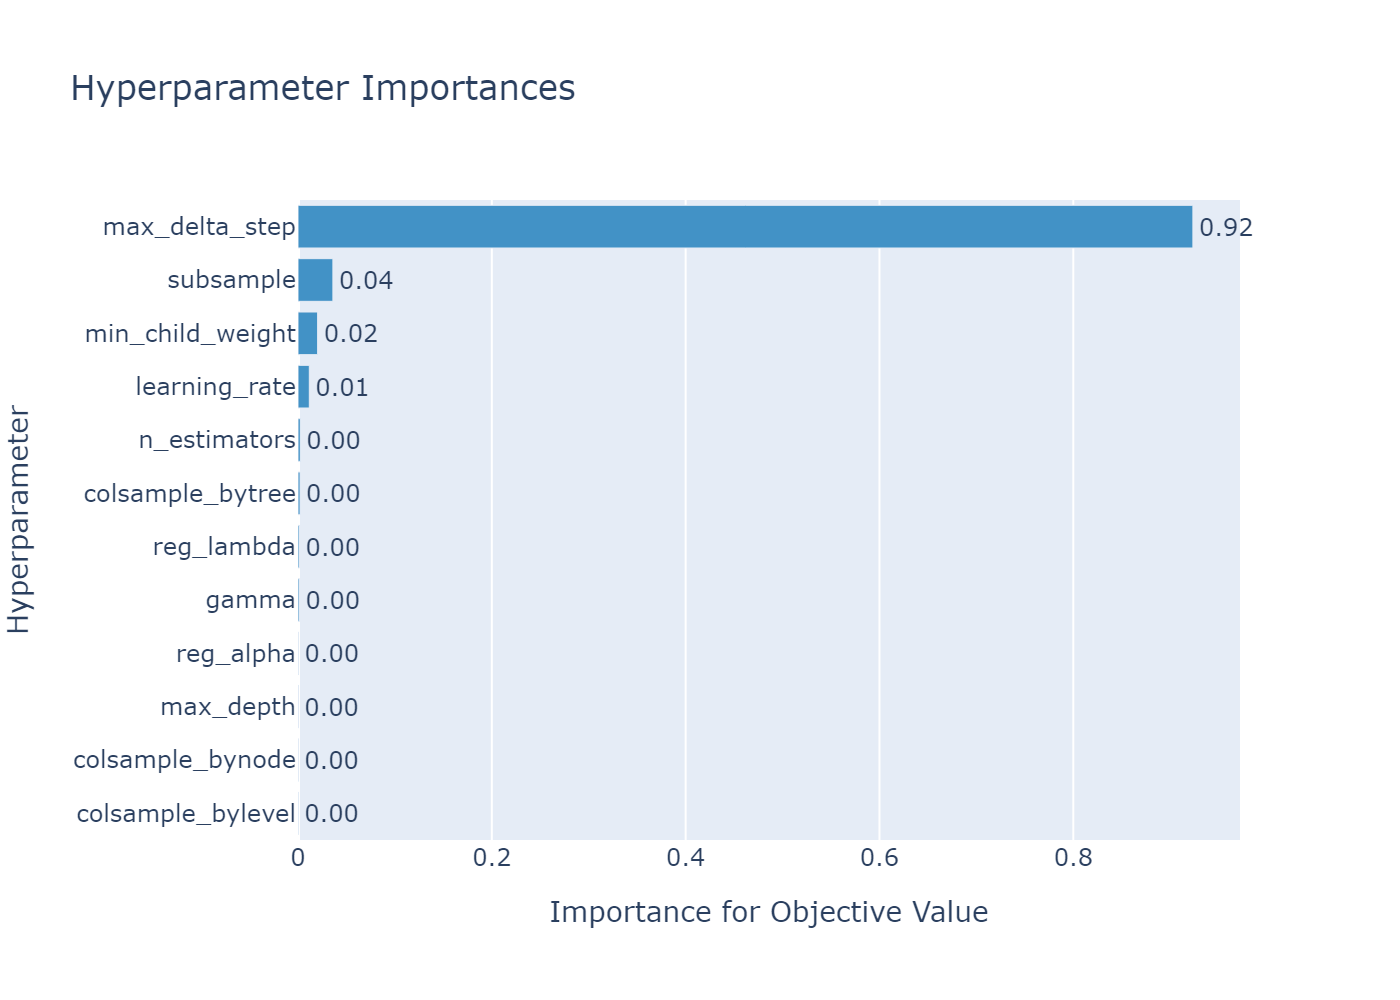 Hyperparameter Importances
max_delta_step 0.92
subsample 0.04
min_child_weight 0.02
learning_rate 0.01
n_estimators 0.00
colsample_bytree 0.00
reg_lambda 0.00
gamma 0.00
reg_alpha 0.00
max_depth 0.00
colsample_bynode 0.00
colsample_bylevel 0.00
0 0.2 0.4 0.6 0.8
Importance for Objective Value
Hyperparameter